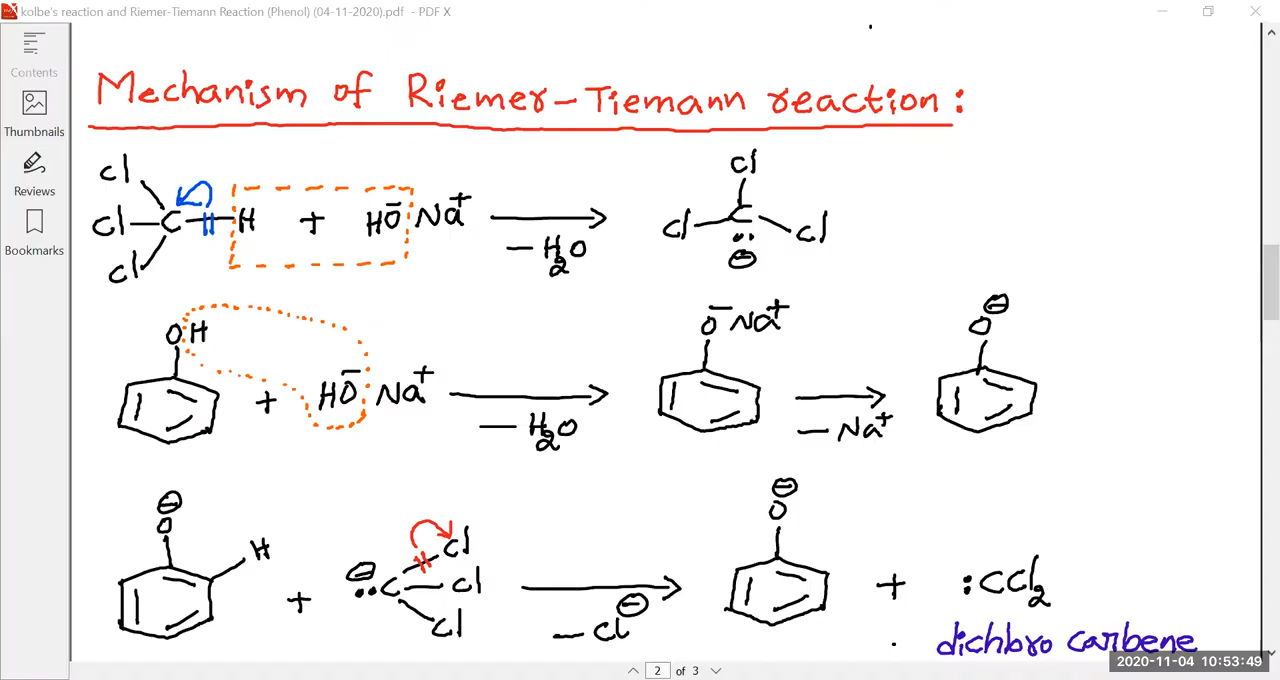 kolbe's reaction and Riemer-Tiemann Reaction (Phenol) (04-11-2020).pdf - PDF X
Contents
Thumbnails
Reviews
Bookmarks
Mechanism of Riemer-Tiemann reaction:
Cl
Cl
Cl – C – H + HO⁻ Na⁺ → C
Cl
Cl
Cl
– H₂O
⊖
OH
O⁻Na⁺
O⊖
+ HO⁻ Na⁺ →
→
– H₂O
– Na⁺
O⊖
H
+
⊖
:C
Cl
Cl
Cl
→
– Cl⊖
O⊖
+ :CCl₂
dichloro carbene
2 of 3
2020-11-04 10:53:49